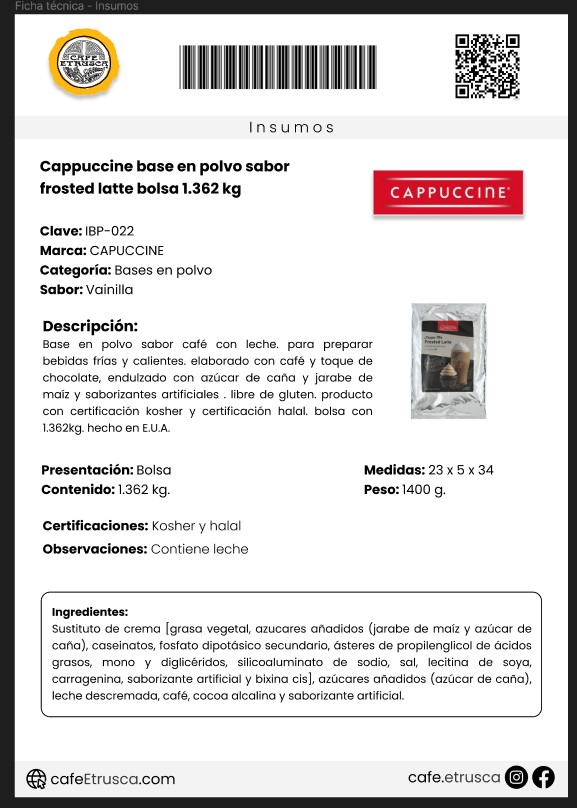 Ficha técnica - Insumos
CAFE
ETRUSCA
Insumos
Cappuccine base en polvo sabor
frosted latte bolsa 1.362 kg
CAPPUCCINE
Clave: IBP-022
Marca: CAPUCCINE
Categoría: Bases en polvo
Sabor: Vainilla
Descripción:
Base en polvo sabor café con leche. para preparar
bebidas frías y calientes. elaborado con café y toque de
chocolate, endulzado con azúcar de caña y jarabe de
maíz y saborizantes artificiales . libre de gluten. producto
con certificación kosher y certificación halal. bolsa con
1.362kg. hecho en E.U.A.
Frosted Latte
Presentación: Bolsa
Medidas: 23 x 5 x 34
Contenido: 1.362 kg.
Peso: 1400 g.
Certificaciones: Kosher y halal
Observaciones: Contiene leche
Ingredientes:
Sustituto de crema [grasa vegetal, azucares añadidos (jarabe de maíz y azúcar de
caña), caseinatos, fosfato dipotásico secundario, ásteres de propilenglicol de ácidos
grasos, mono y diglicéridos, silicoaluminato de sodio, sal, lecitina de soya,
carragenina, saborizante artificial y bixina cis], azúcares añadidos (azúcar de caña),
leche descremada, café, cocoa alcalina y saborizante artificial.
cafeEtrusca.com
cafe.etrusca